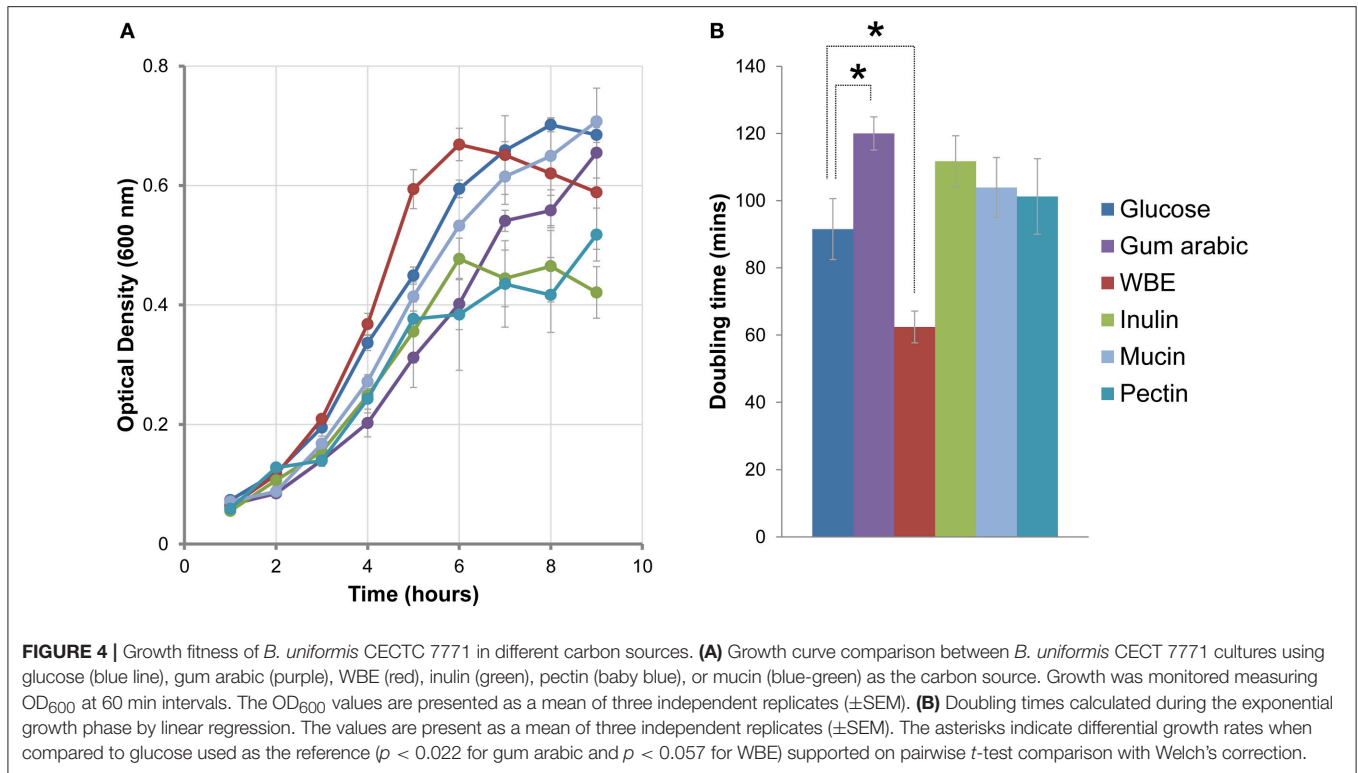 A
0.8
0.6
0.4
0.2
0
0 2 4 6 8 10
Optical Density (600 nm)
Time (hours)
B
*
*
140
120
100
80
60
40
20
0
Doubling time (mins)
Glucose
Gum arabic
WBE
Inulin
Mucin
Pectin
FIGURE 4 | Growth fitness of B. uniformis CECTC 7771 in different carbon sources. (A) Growth curve comparison between B. uniformis CECT 7771 cultures using
glucose (blue line), gum arabic (purple), WBE (red), inulin (green), pectin (baby blue), or mucin (blue-green) as the carbon source. Growth was monitored measuring
OD600 at 60 min intervals. The OD600 values are presented as a mean of three independent replicates (±SEM). (B) Doubling times calculated during the exponential
growth phase by linear regression. The values are present as a mean of three independent replicates (±SEM). The asterisks indicate differential growth rates when
compared to glucose used as the reference (p < 0.022 for gum arabic and p < 0.057 for WBE) supported on pairwise t-test comparison with Welch's correction.